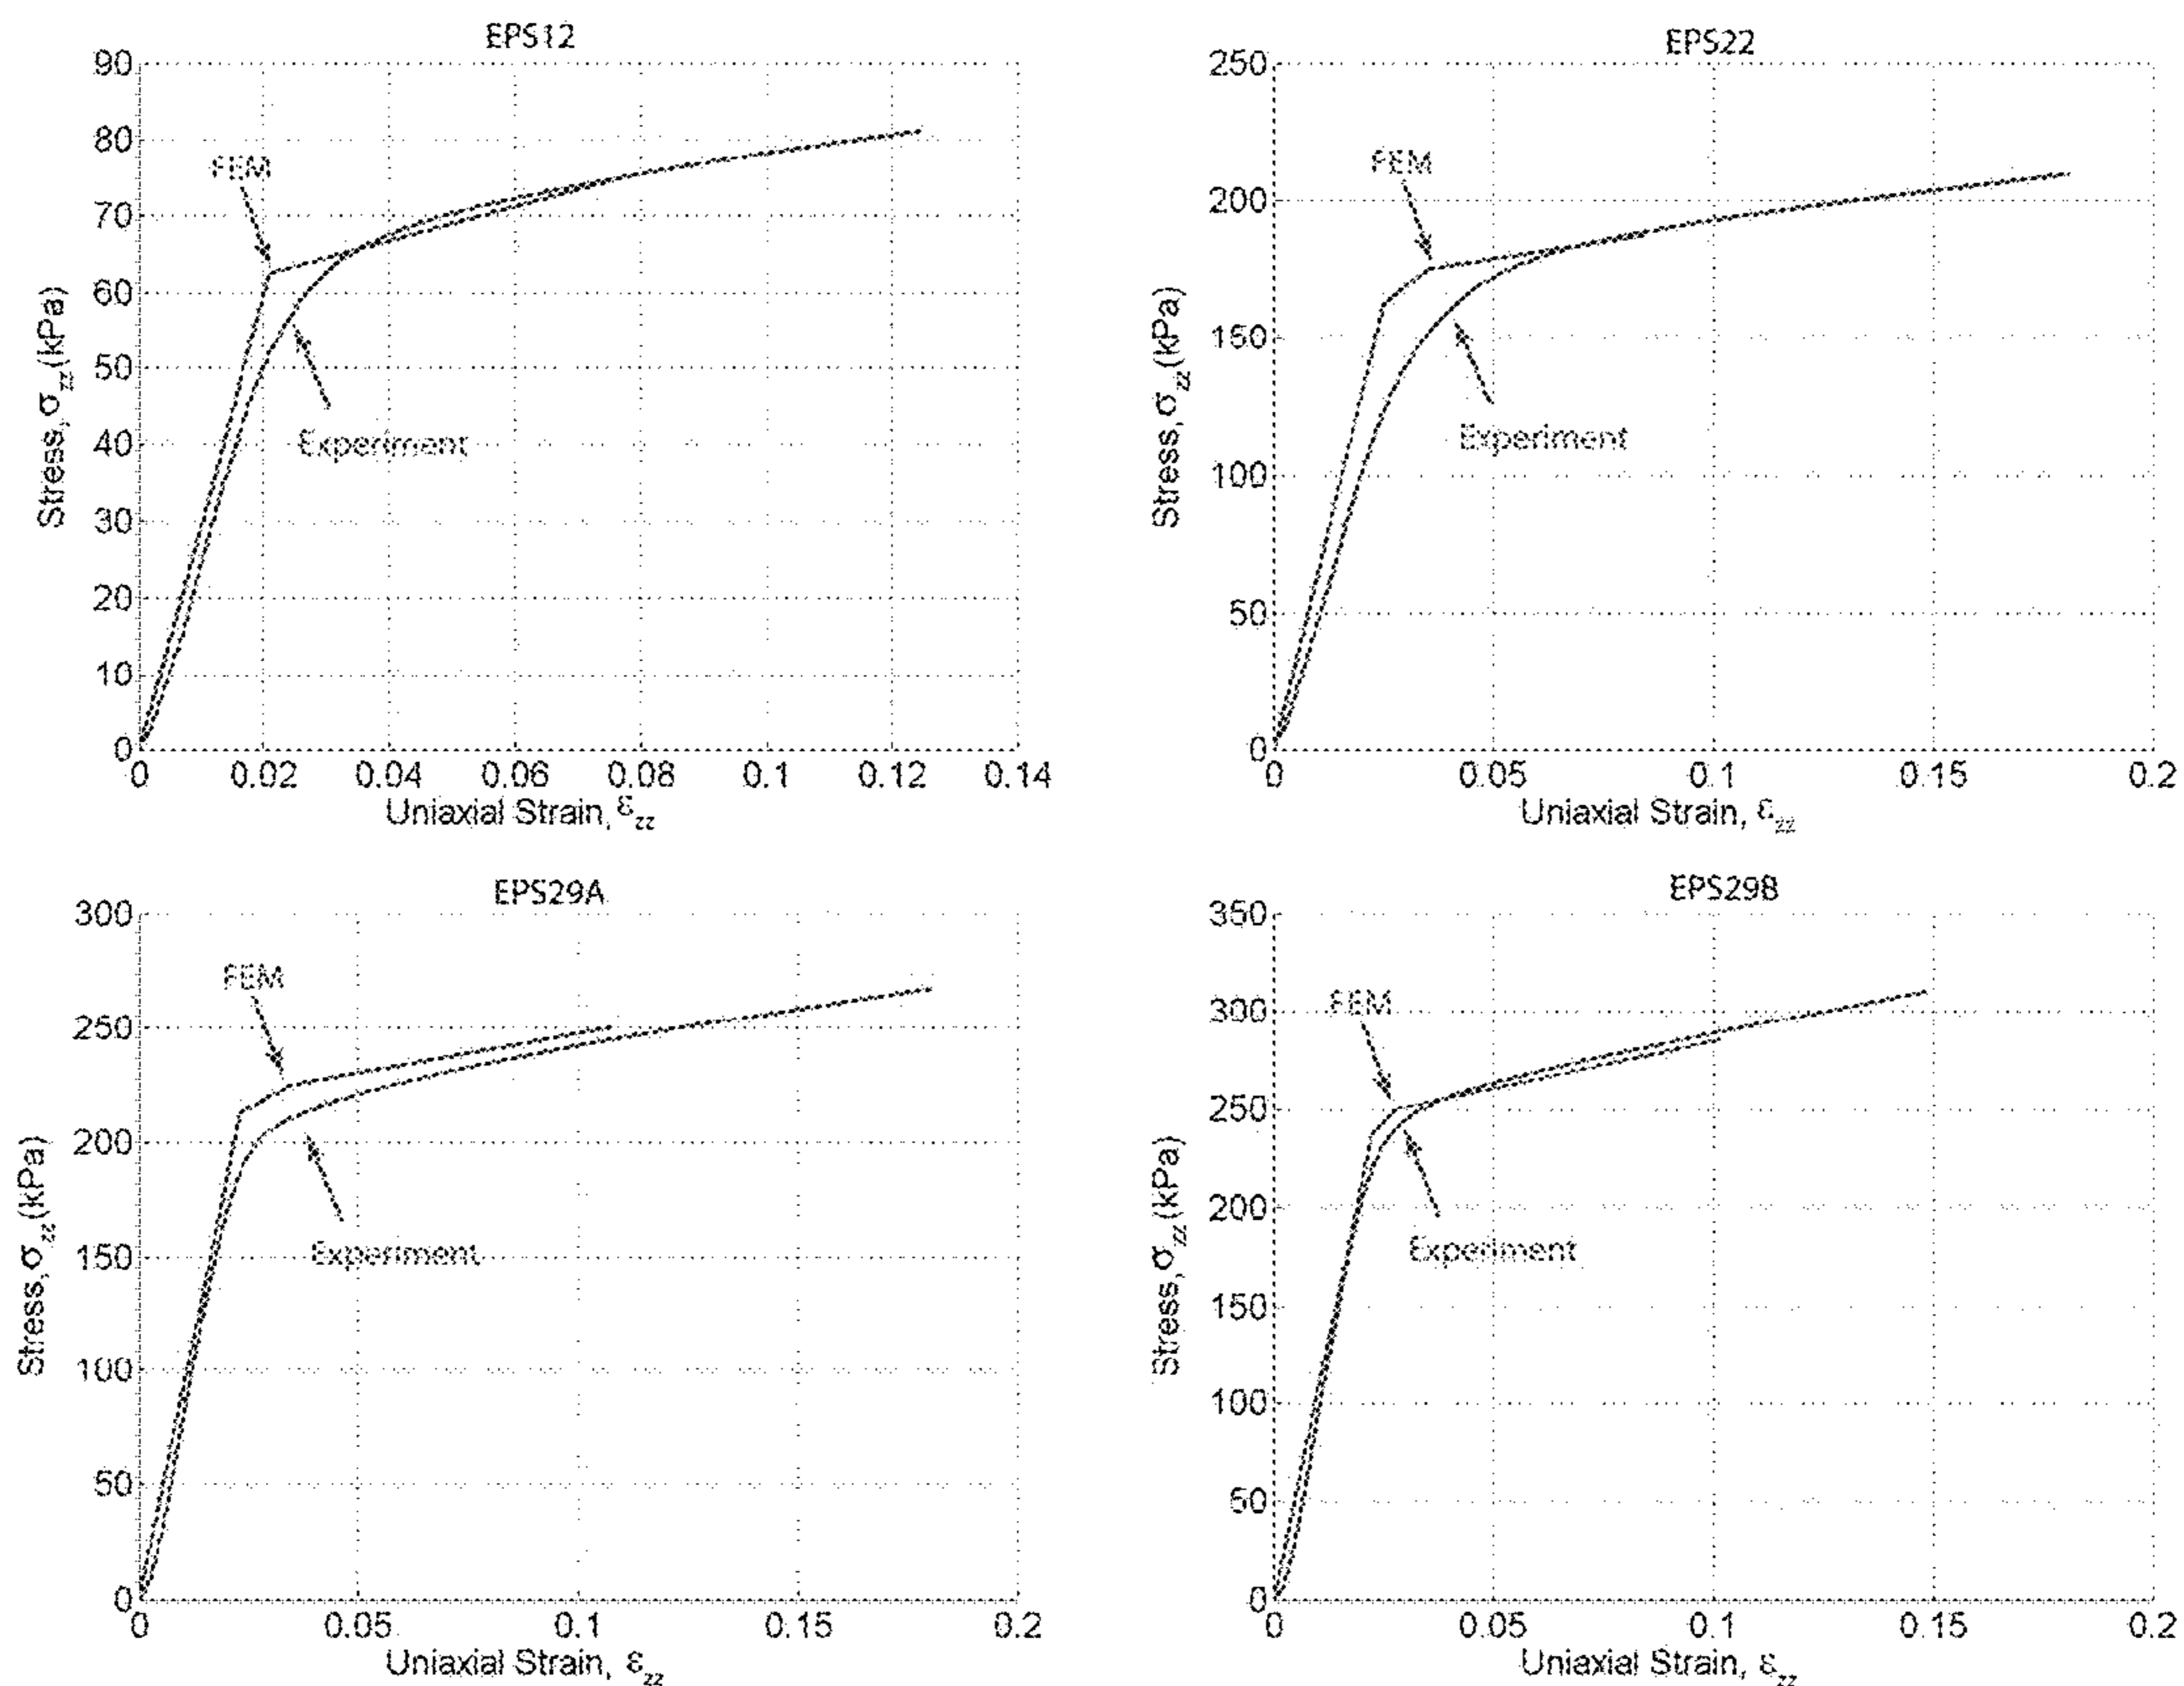 EPS12
90
80
70
60
50
40
30
20
10
0
FEM
Experiment
Stress, σzz (kPa)
0 0.02 0.04 0.06 0.08 0.1 0.12 0.14
Uniaxial Strain, εzz
EPS22
250
200
150
100
50
0
FEM
Experiment
Stress, σzz (kPa)
0 0.05 0.1 0.15 0.2
Uniaxial Strain, εzz
EPS29A
300
250
200
150
100
50
0
FEM
Experiment
Stress, σzz (kPa)
0 0.05 0.1 0.15 0.2
Uniaxial Strain, εzz
EPS29B
350
300
250
200
150
100
50
0
FEM
Experiment
Stress, σzz (kPa)
0 0.05 0.1 0.15 0.2
Uniaxial Strain, εzz